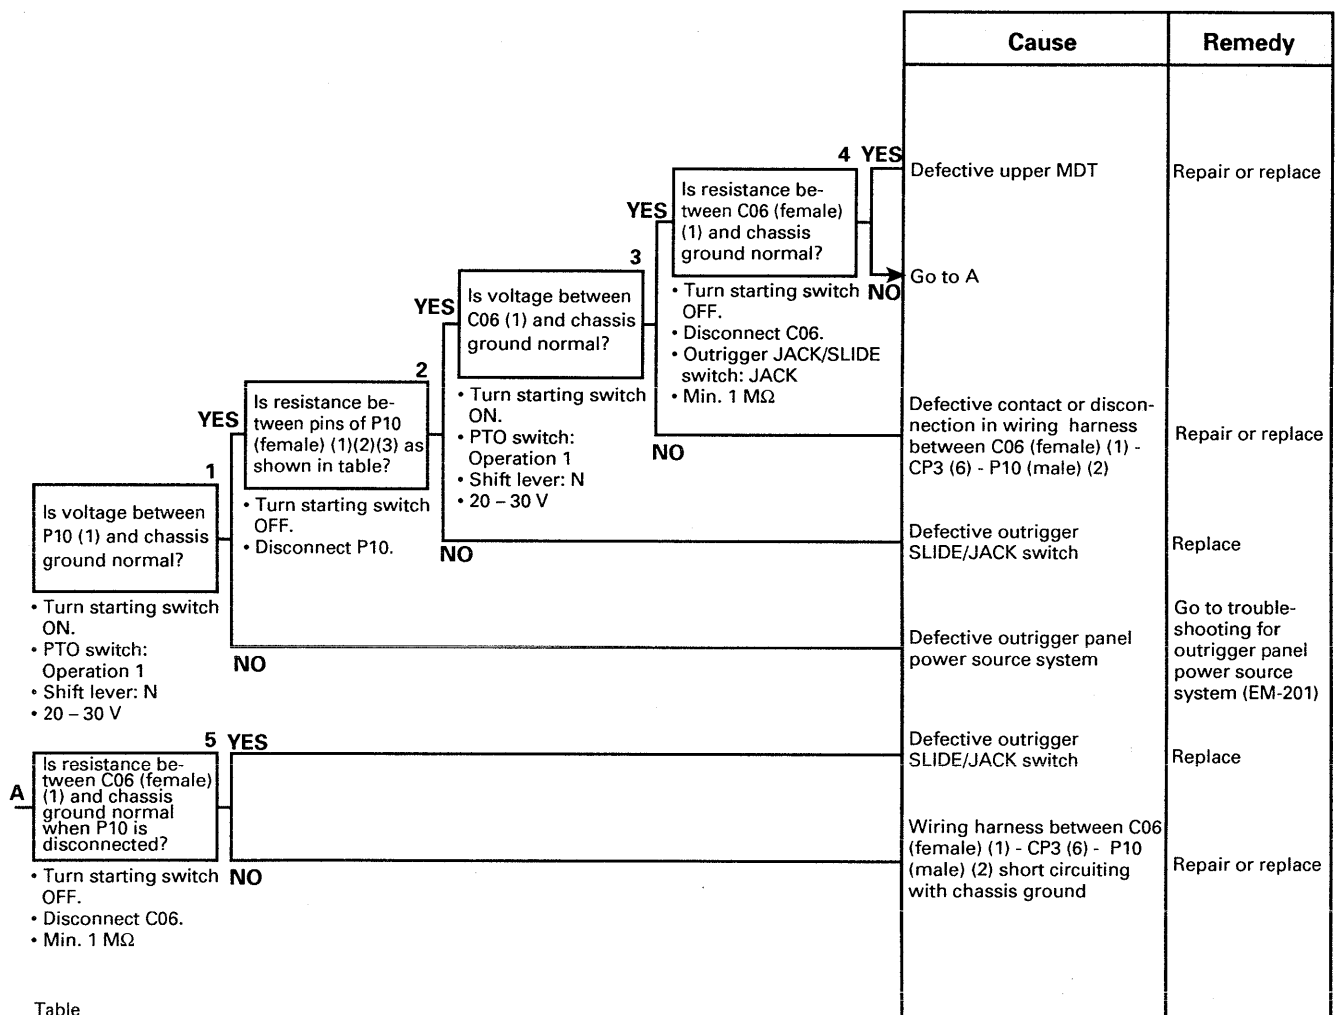 Cause
Remedy
4 YES
Is resistance be-
tween C06 (female)
(1) and chassis
ground normal?
Defective upper MDT
Repair or replace
YES
NO
Go to A
• Turn starting switch
OFF.
• Disconnect C06.
• Outrigger JACK/SLIDE
switch: JACK
• Min. 1 MΩ
3
Is voltage between
C06 (1) and chassis
ground normal?
YES
• Turn starting switch
ON.
• PTO switch:
Operation 1
• Shift lever: N
• 20 – 30 V
NO
Defective contact or discon-
nection in wiring harness
between C06 (female) (1) -
CP3 (6) - P10 (male) (2)
Repair or replace
2
Is resistance be-
tween pins of P10
(female) (1)(2)(3) as
shown in table?
YES
• Turn starting switch
OFF.
• Disconnect P10.
NO
Defective outrigger
SLIDE/JACK switch
Replace
1
Is voltage between
P10 (1) and chassis
ground normal?
• Turn starting switch
ON.
• PTO switch:
Operation 1
• Shift lever: N
• 20 – 30 V
NO
Defective outrigger panel
power source system
Go to trouble-
shooting for
outrigger panel
power source
system (EM-201)
5 YES
A
Is resistance be-
tween C06 (female)
(1) and chassis
ground normal
when P10 is
disconnected?
Defective outrigger
SLIDE/JACK switch
Replace
• Turn starting switch
OFF.
• Disconnect C06.
• Min. 1 MΩ
NO
Wiring harness between C06
(female) (1) - CP3 (6) - P10
(male) (2) short circuiting
with chassis ground
Repair or replace
Table